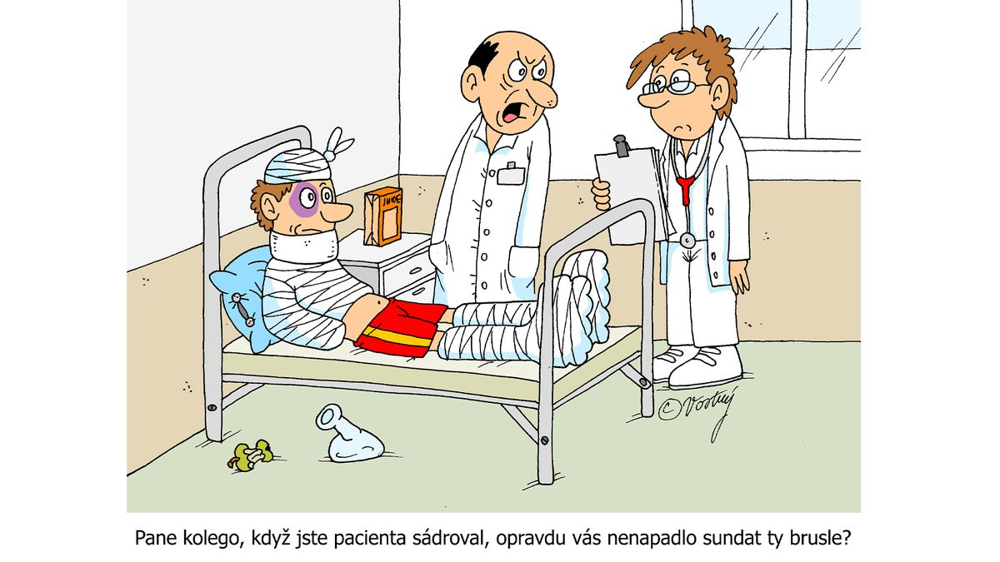 JUICE
© Vostrý
Pane kolego, když jste pacienta sádroval, opravdu vás nenapadlo sundat ty brusle?